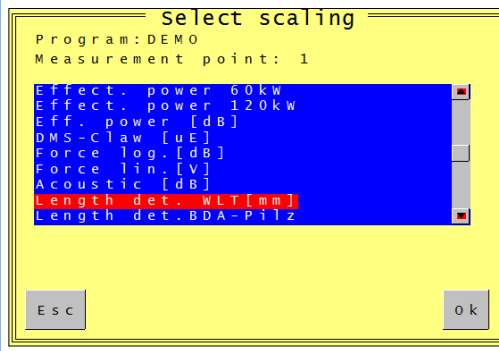 Select scaling
Program:DEMO
Measurement point: 1
Effect. power 60kW
Effect. power 120kW
Eff. power [dB]
DMS-Claw [uE]
Force log.[dB]
Force lin.[V]
Acoustic [dB]
Length det. WLT[mm]
Length det.BDA-Pilz
Esc
Ok